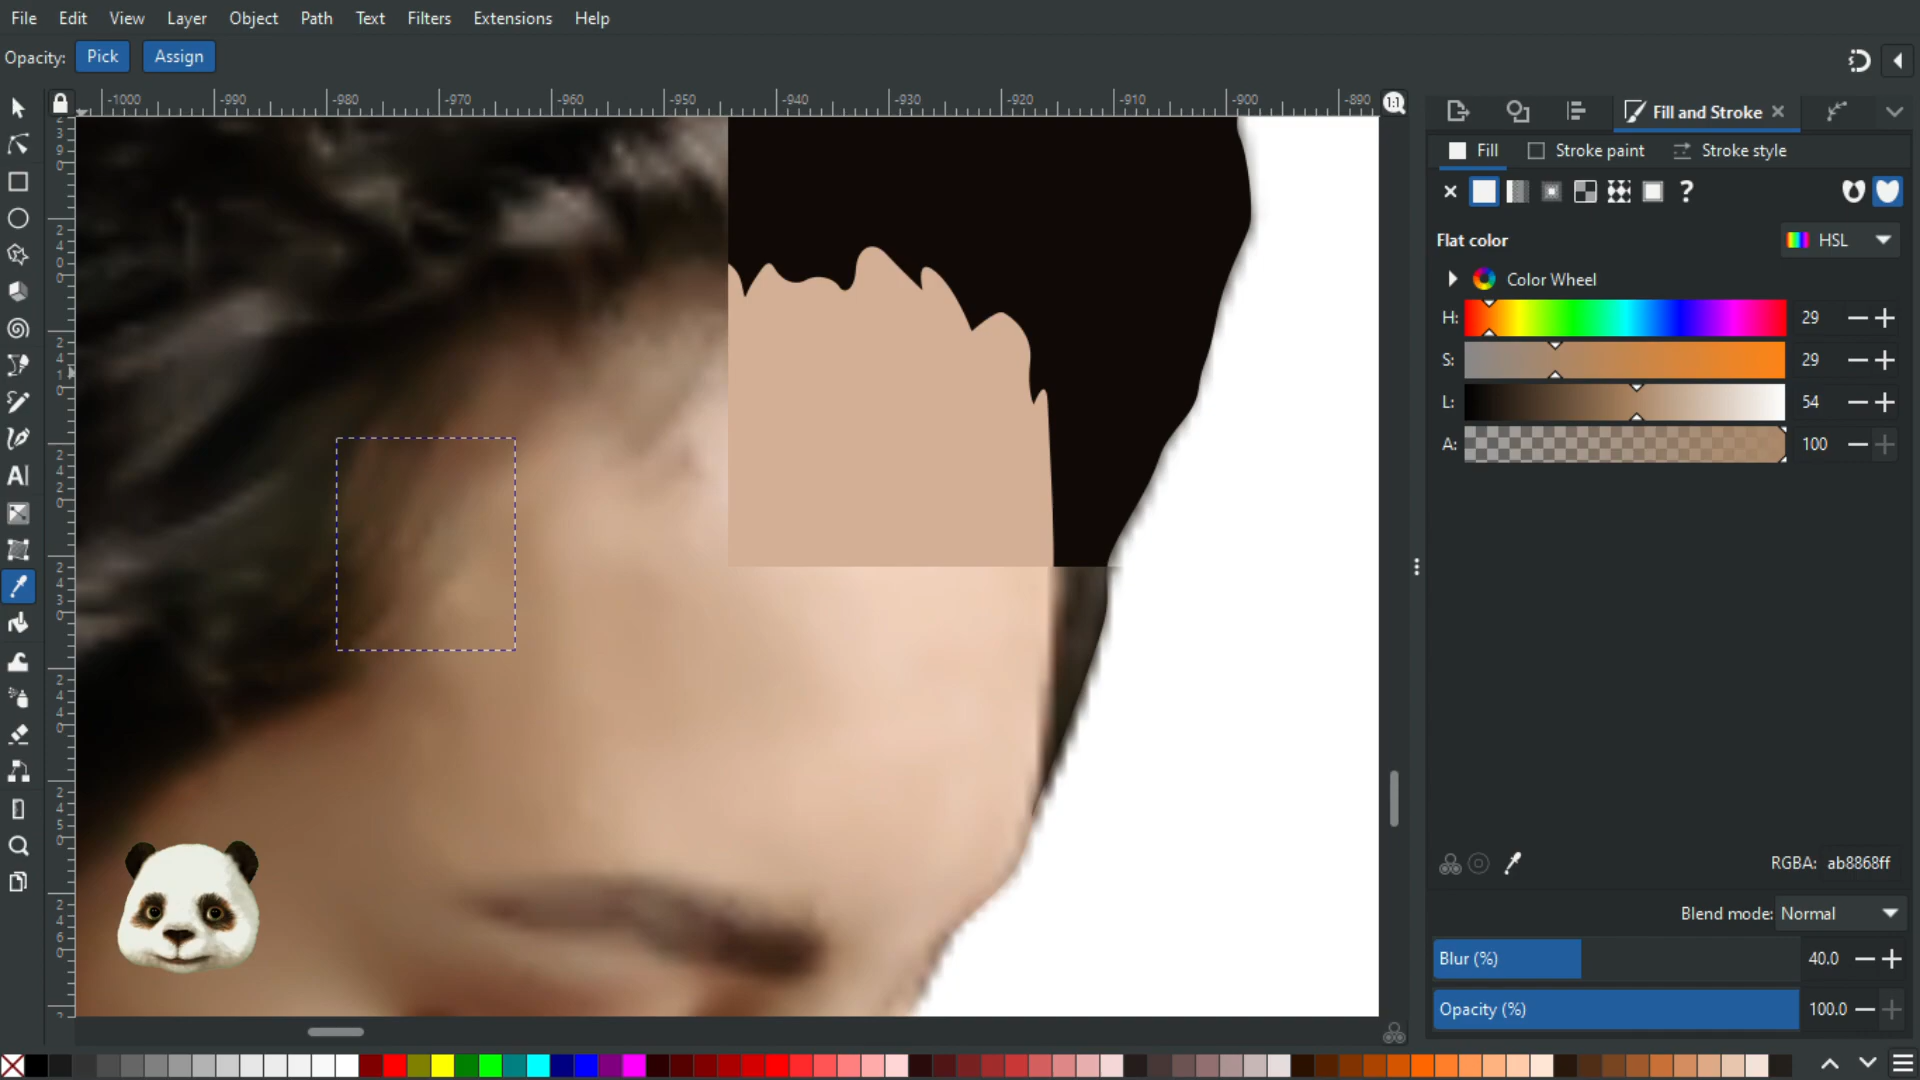 File Edit View Layer Object Path Text Filters Extensions Help
Opacity: Pick Assign
-1000 -990 -980 -970 -960 -950 -940 -930 -920 -910 -900 -890
1:1
Fill and Stroke
Fill Stroke paint Stroke style
Flat color HSL
Color Wheel
H: 29
S: 29
L: 54
A: 100
RGBA: ab8868ff
Blend mode: Normal
Blur (%) 40.0
Opacity (%) 100.0